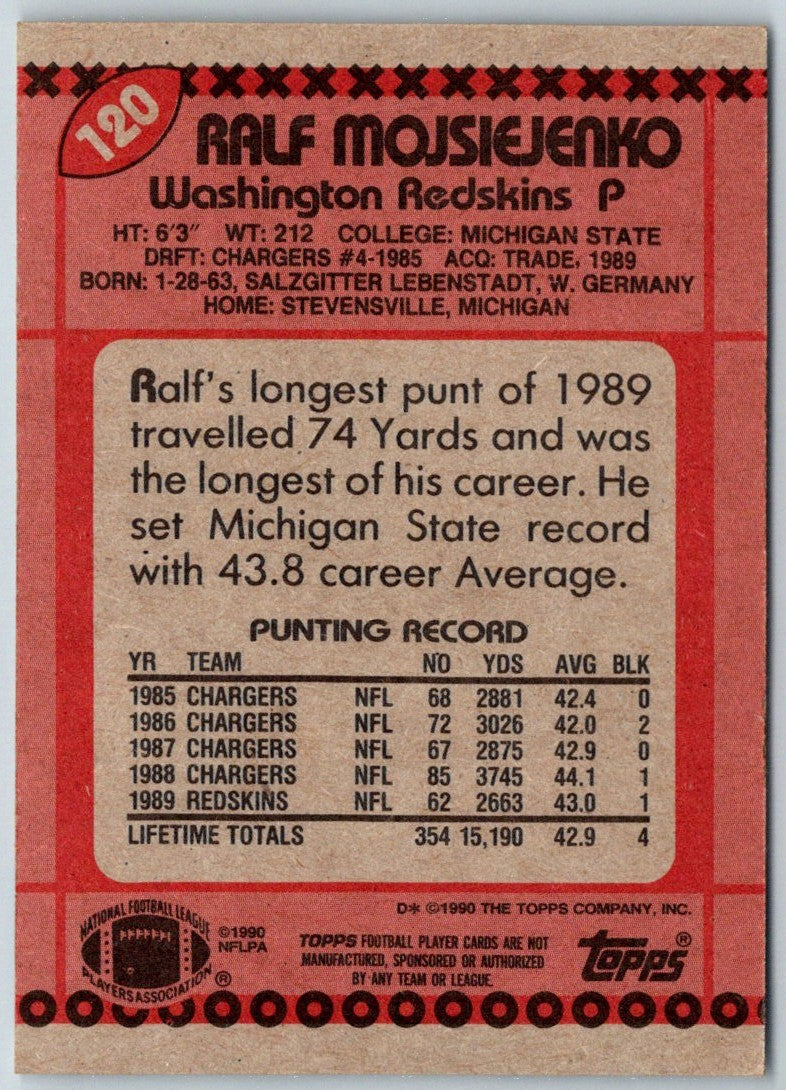 120
RALF MOJSIEJENKO
Washington Redskins P
HT: 6'3" WT: 212 COLLEGE: MICHIGAN STATE
DRFT: CHARGERS #4-1985 ACQ: TRADE, 1989
BORN: 1-28-63, SALZGITTER LEBENSTADT, W. GERMANY
HOME: STEVENSVILLE, MICHIGAN
Ralf's longest punt of 1989
travelled 74 Yards and was
the longest of his career. He
set Michigan State record
with 43.8 career Average.
PUNTING RECORD
YR TEAM NO YDS AVG BLK
1985 CHARGERS NFL 68 2881 42.4 0
1986 CHARGERS NFL 72 3026 42.0 2
1987 CHARGERS NFL 67 2875 42.9 0
1988 CHARGERS NFL 85 3745 44.1 1
1989 REDSKINS NFL 62 2663 43.0 1
LIFETIME TOTALS 354 15,190 42.9 4
D* ©1990 THE TOPPS COMPANY, INC.
NATIONAL FOOTBALL LEAGUE
PLAYERS ASSOCIATION ®
©1990
NFLPA
TOPPS FOOTBALL PLAYER CARDS ARE NOT
MANUFACTURED, SPONSORED OR AUTHORIZED
BY ANY TEAM OR LEAGUE.
topps®